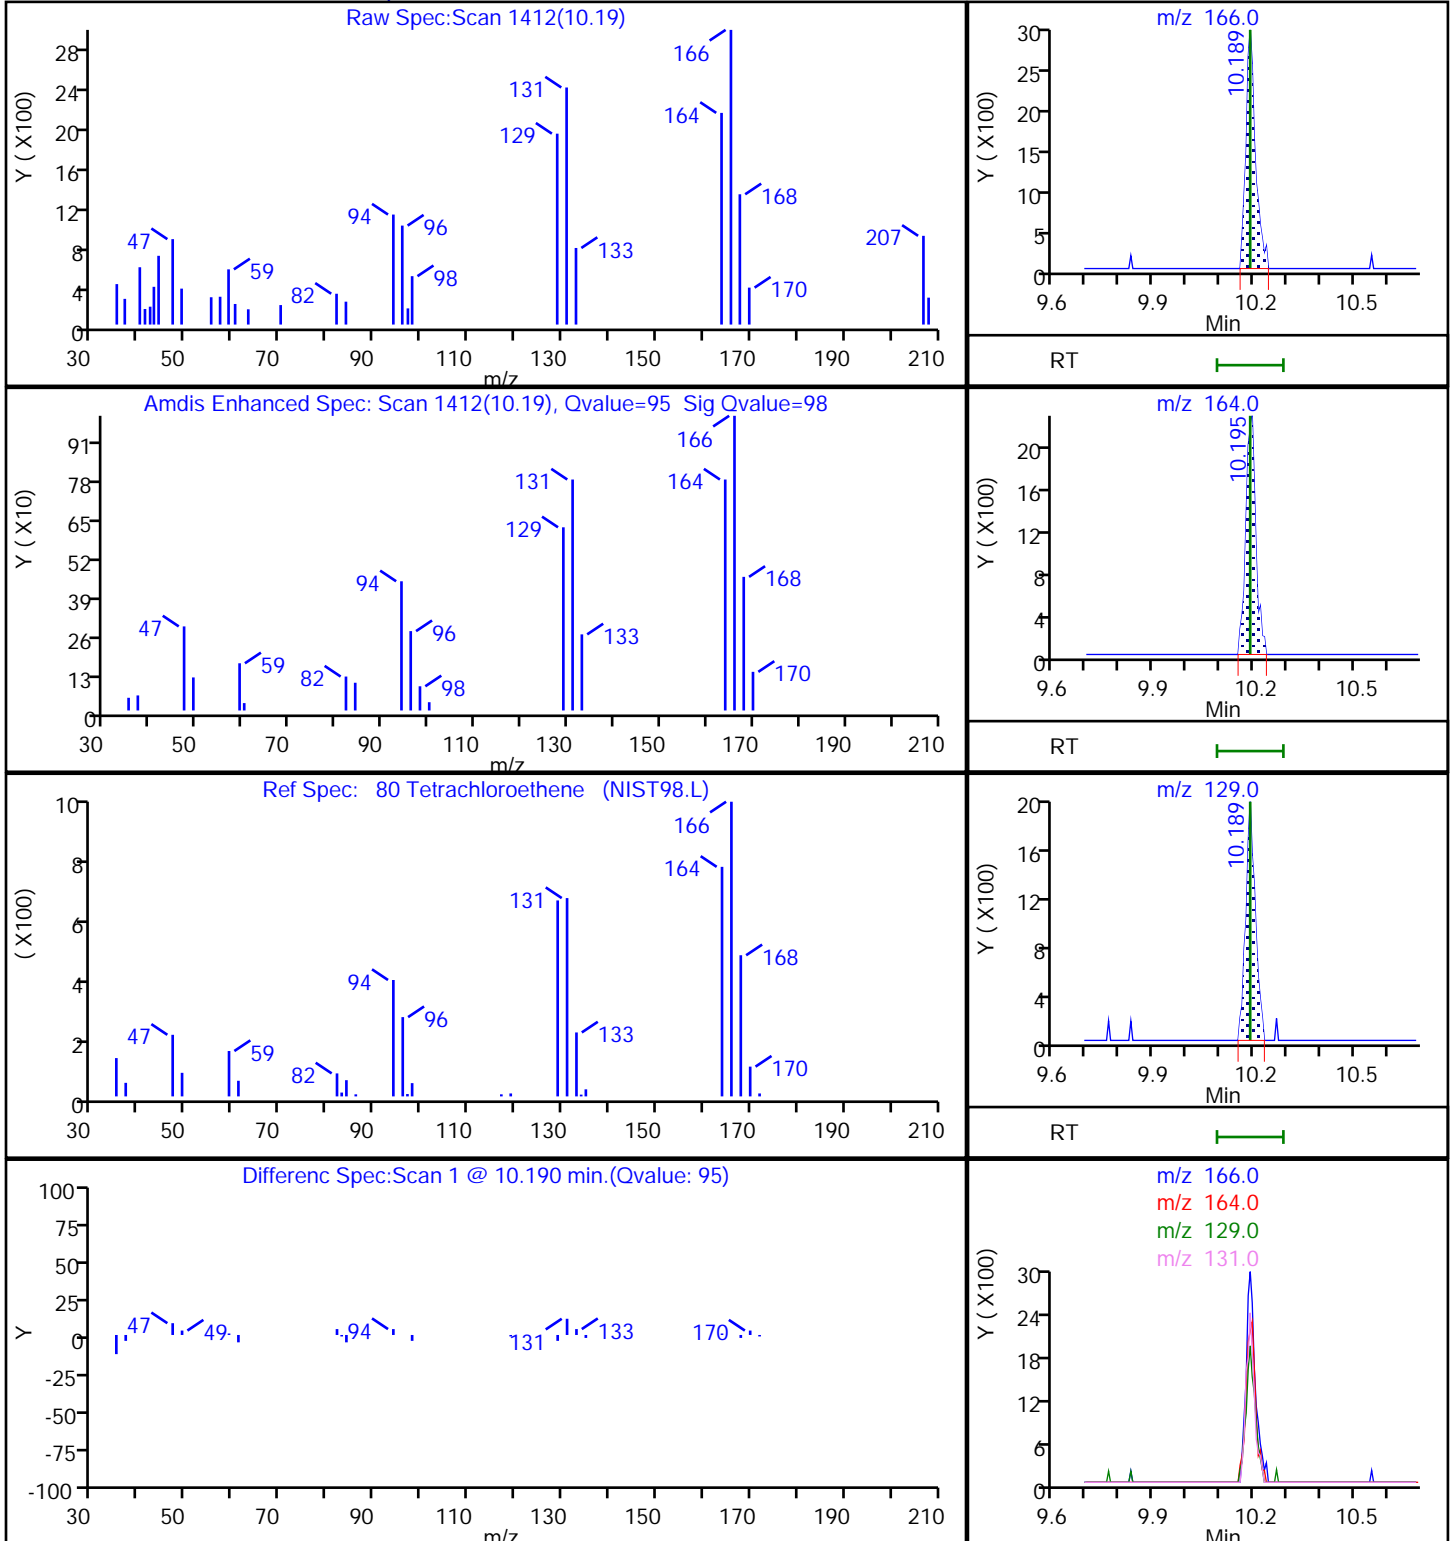 Raw Spec:Scan 1412(10.19)
Y ( X100)
28
24
20
16
12
8
4
0
47
59
82
94
96
98
129
131
133
164
166
168
170
207
30 50 70 90 110 130 150 170 190 210
m/z
m/z 166.0
Y ( X100)
30
25
20
15
10
5
0
10.189
9.6 9.9 10.2 10.5
Min
RT
Amdis Enhanced Spec: Scan 1412(10.19), Qvalue=95 Sig Qvalue=98
Y ( X10)
91
78
65
52
39
26
13
0
47
59
82
94
96
98
129
131
133
164
166
168
170
30 50 70 90 110 130 150 170 190 210
m/z
m/z 164.0
Y ( X100)
20
16
12
8
4
0
10.195
9.6 9.9 10.2 10.5
Min
RT
Ref Spec: 80 Tetrachloroethene (NIST98.L)
( X100)
10
8
6
4
2
0
47
59
82
94
96
131
133
164
166
168
170
30 50 70 90 110 130 150 170 190 210
m/z 129.0
Y ( X100)
20
16
12
8
4
0
10.189
9.6 9.9 10.2 10.5
Min
RT
Differenc Spec:Scan 1 @ 10.190 min.(Qvalue: 95)
Y
100
75
50
25
0
-25
-50
-75
-100
47
49
94
131
133
170
30 50 70 90 110 130 150 170 190 210
m/z
m/z 166.0
m/z 164.0
m/z 129.0
m/z 131.0
Y ( X100)
30
24
18
12
6
0
9.6 9.9 10.2 10.5
Min